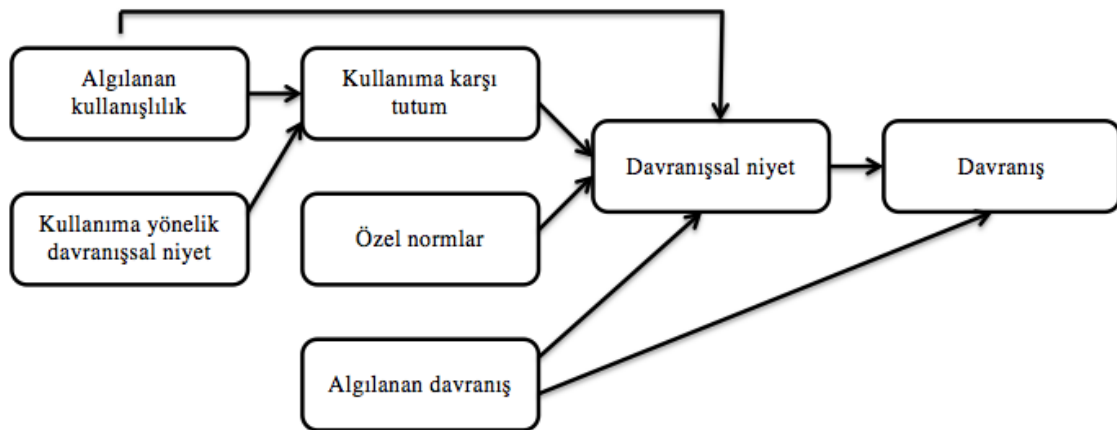 Algılanan
kullanışlılık
Kullanıma karşı
tutum
Davranışsal niyet
Davranış
Kullanıma yönelik
davranışsal niyet
Özel normlar
Algılanan davranış